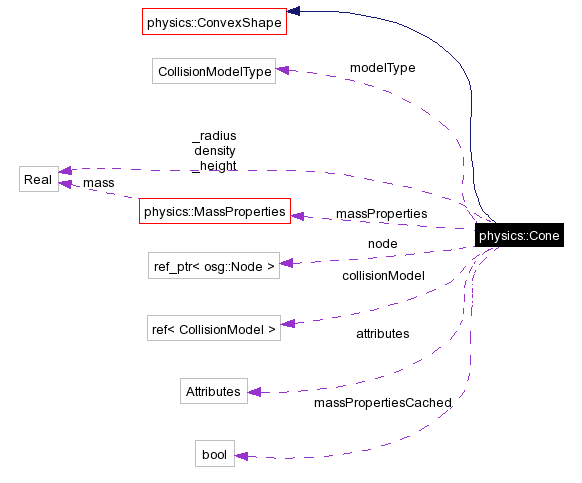 physics::ConvexShape
CollisionModelType
modelType
_radius
density
_height
Real
mass
physics::MassProperties
massProperties
physics::Cone
node
ref_ptr< osg::Node >
collisionModel
ref< CollisionModel >
attributes
Attributes
massPropertiesCached
bool